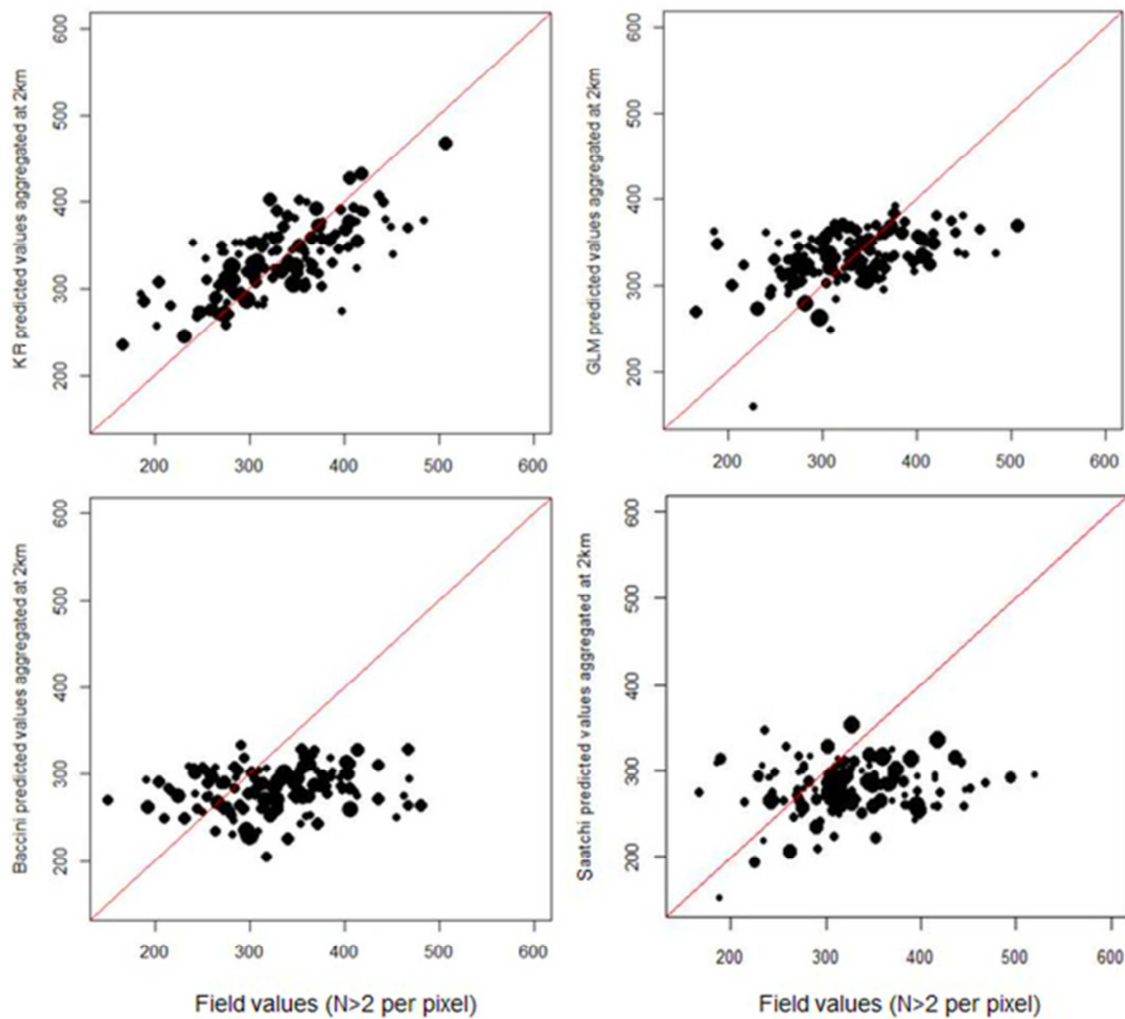 KR predicted values aggregated at 2km
600
500
400
300
200
200 300 400 500 600
GLM predicted values aggregated at 2km
600
500
400
300
200
200 300 400 500 600
Baccini predicted values aggregated at 2km
600
500
400
300
200
200 300 400 500 600
Field values (N>2 per pixel)
Saatchi predicted values aggregated at 2km
600
500
400
300
200
200 300 400 500 600
Field values (N>2 per pixel)